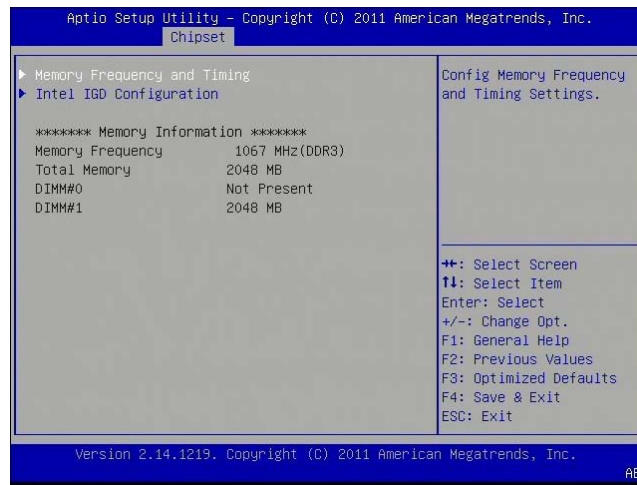 Aptio Setup Utility – Copyright (C) 2011 American Megatrends, Inc.
Chipset
Memory Frequency and Timing
Intel IGD Configuration
******* Memory Information *******
Memory Frequency 1067 MHz(DDR3)
Total Memory 2048 MB
DIMM#0 Not Present
DIMM#1 2048 MB
Config Memory Frequency
and Timing Settings.
→←: Select Screen
↑↓: Select Item
Enter: Select
+/-: Change Opt.
F1: General Help
F2: Previous Values
F3: Optimized Defaults
F4: Save & Exit
ESC: Exit
Version 2.14.1219. Copyright (C) 2011 American Megatrends, Inc.
AB